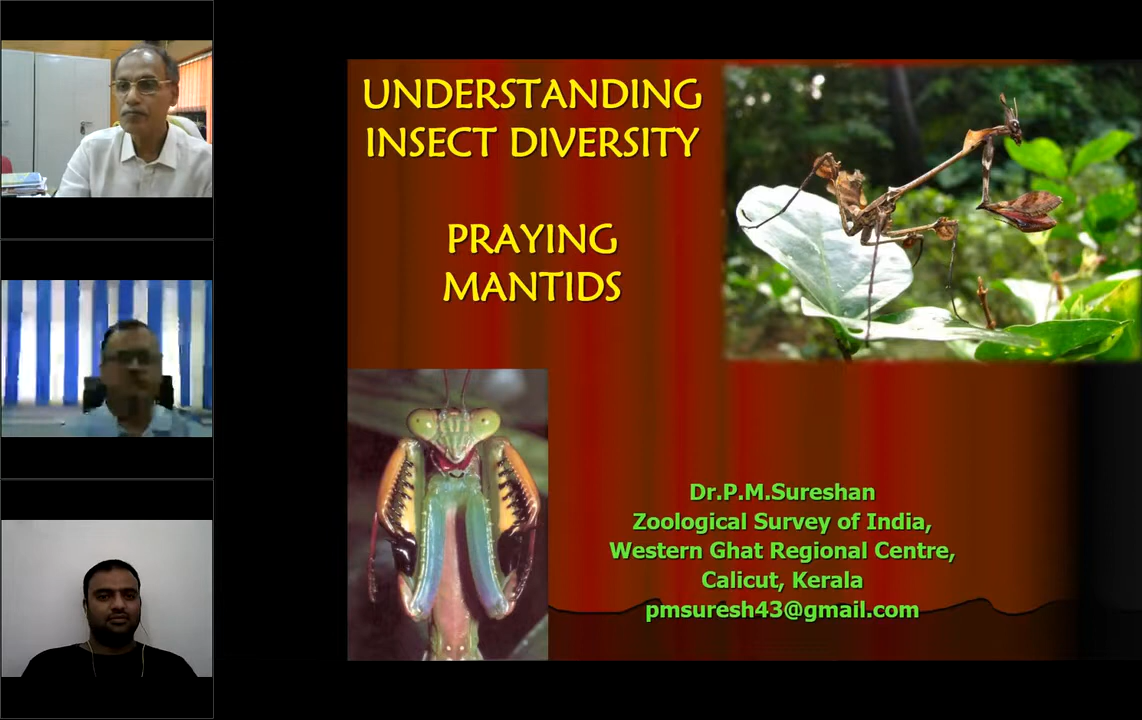 UNDERSTANDING
INSECT DIVERSITY
PRAYING
MANTIDS
Dr.P.M.Sureshan
Zoological Survey of India,
Western Ghat Regional Centre,
Calicut, Kerala
pmsuresh43@gmail.com